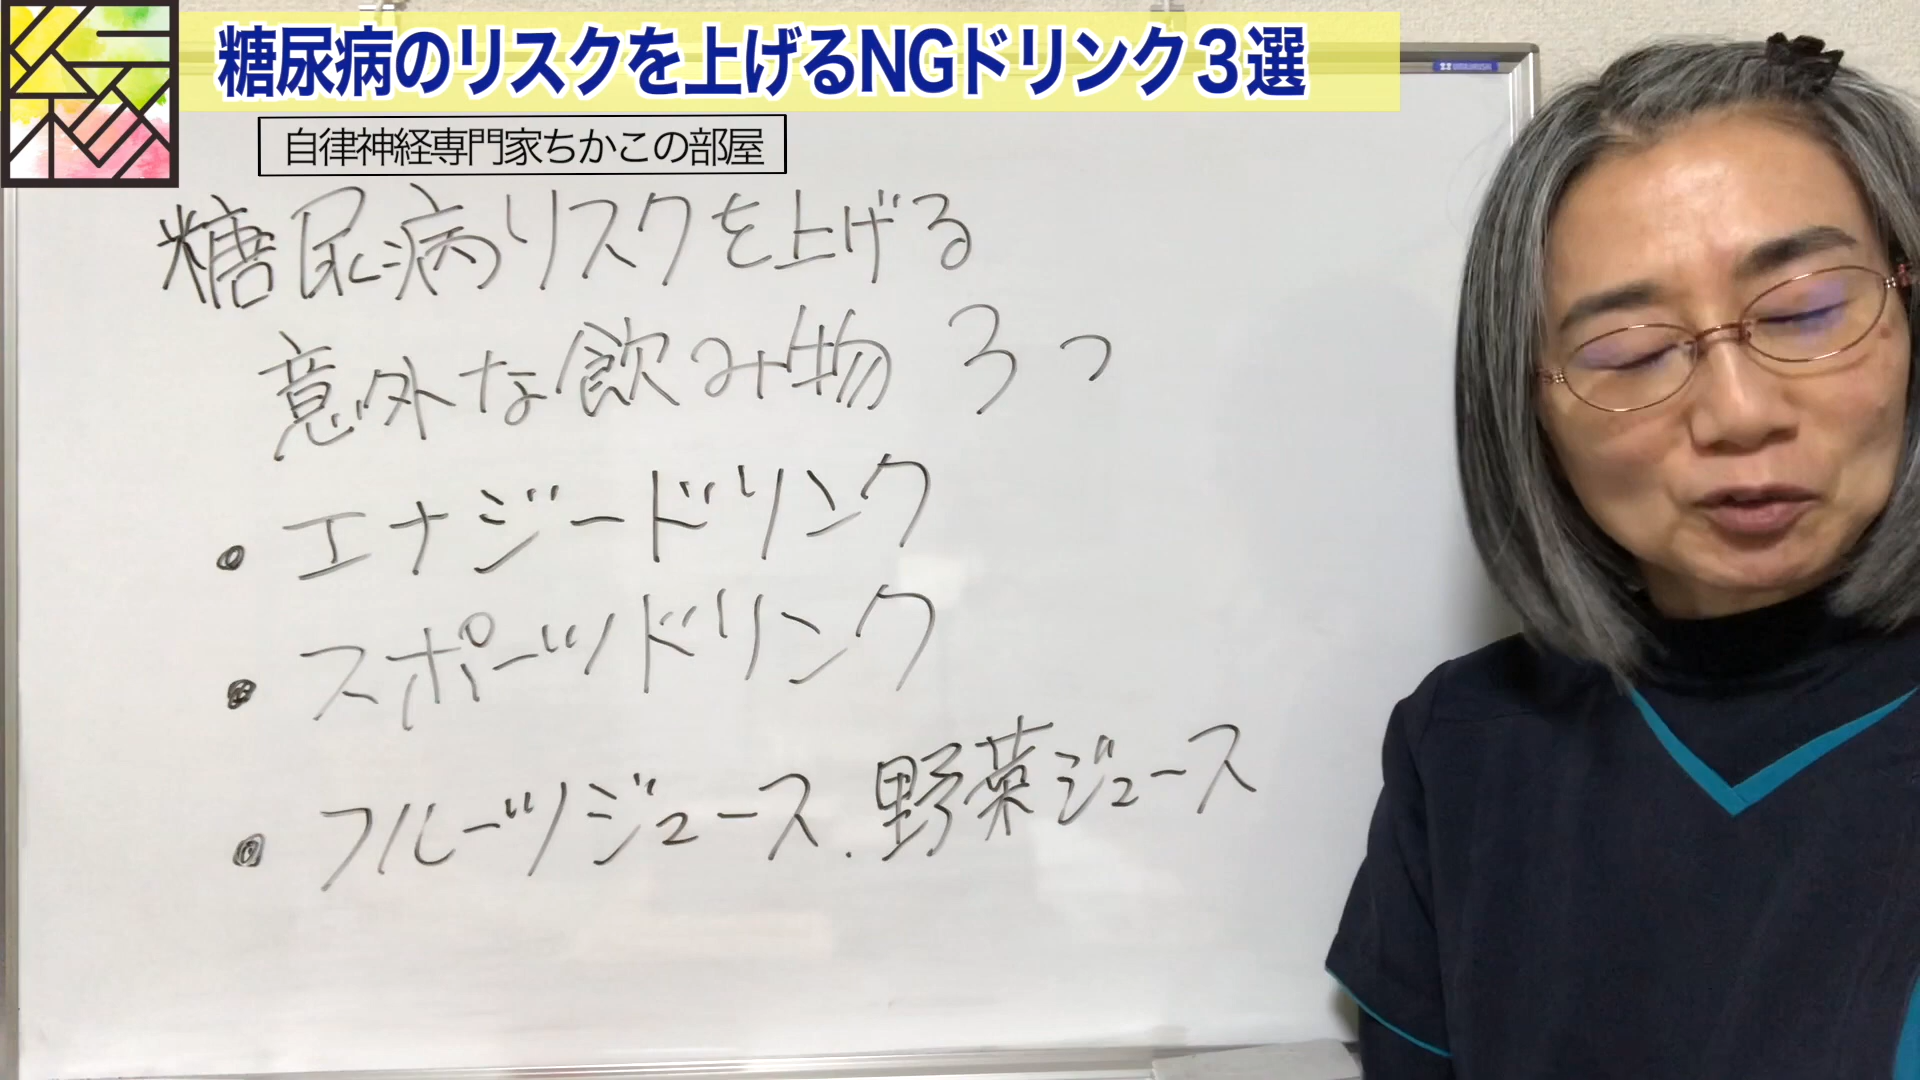 糖尿病のリスクを上げるNGドリンク３選
自律神経専門家ちかこの部屋
糖尿病リスクを上げる
意外な飲み物 3つ
・エナジードリンク
・スポーツドリンク
・フルーツジュース.野菜ジュース